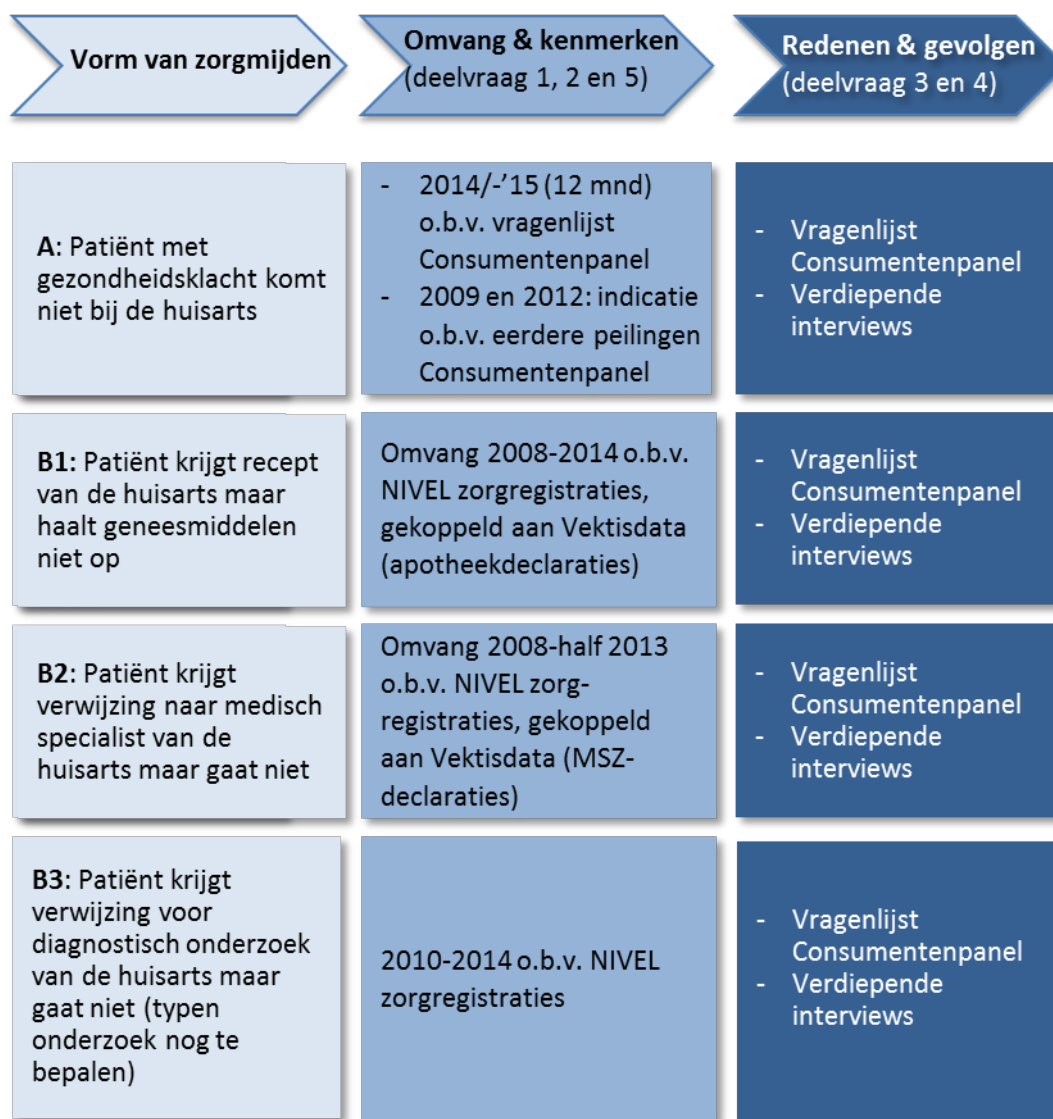 Vorm van zorgmijden
Omvang & kenmerken
(deelvraag 1, 2 en 5)
Redenen & gevolgen
(deelvraag 3 en 4)
A: Patiënt met
gezondheidsklacht komt
niet bij de huisarts
- 2014/-’15 (12 mnd)
o.b.v. vragenlijst
Consumentenpanel
- 2009 en 2012: indicatie
o.b.v. eerdere peilingen
Consumentenpanel
- Vragenlijst
Consumentenpanel
- Verdiepende
interviews
B1: Patiënt krijgt recept
van de huisarts maar
haalt geneesmiddelen
niet op
Omvang 2008-2014 o.b.v.
NIVEL zorgregistraties,
gekoppeld aan Vektisdata
(apotheekdeclaraties)
- Vragenlijst
Consumentenpanel
- Verdiepende
interviews
B2: Patiënt krijgt
verwijzing naar medisch
specialist van de
huisarts maar gaat niet
Omvang 2008-half 2013
o.b.v. NIVEL zorg-
registraties, gekoppeld
aan Vektisdata (MSZ-
declaraties)
- Vragenlijst
Consumentenpanel
- Verdiepende
interviews
B3: Patiënt krijgt
verwijzing voor
diagnostisch onderzoek
van de huisarts maar
gaat niet (typen
onderzoek nog te
bepalen)
2010-2014 o.b.v. NIVEL
zorgregistraties
- Vragenlijst
Consumentenpanel
- Verdiepende
interviews